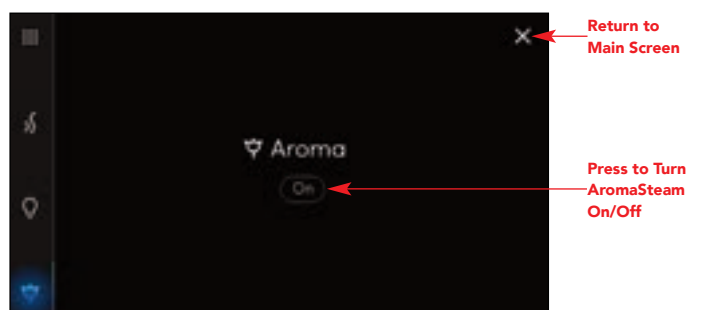 Return to
Main Screen
Aroma
On
Press to Turn
AromaSteam
On/Off